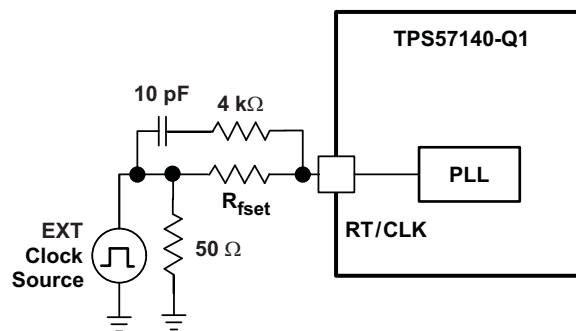 TPS57140-Q1
10 pF
4 kΩ
PLL
R_fset
RT/CLK
EXT
Clock
Source
50 Ω